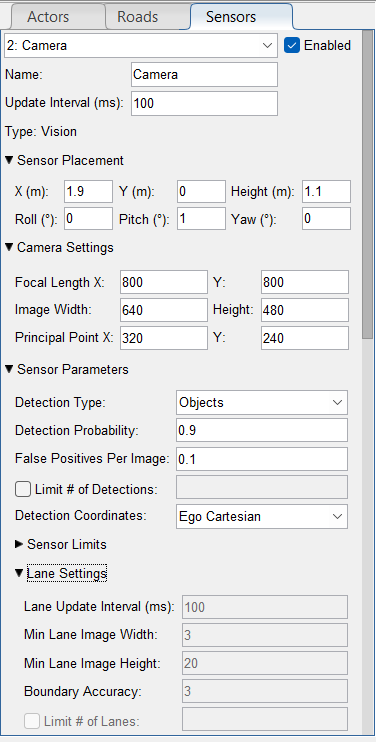 Actors Roads Sensors
2: Camera Enabled
Name: Camera
Update Interval (ms): 100
Type: Vision
Sensor Placement
X (m): 1.9 Y (m): 0 Height (m): 1.1
Roll (°): 0 Pitch (°): 1 Yaw (°): 0
Camera Settings
Focal Length X: 800 Y: 800
Image Width: 640 Height: 480
Principal Point X: 320 Y: 240
Sensor Parameters
Detection Type: Objects
Detection Probability: 0.9
False Positives Per Image: 0.1
Limit # of Detections:
Detection Coordinates: Ego Cartesian
Sensor Limits
Lane Settings
Lane Update Interval (ms): 100
Min Lane Image Width: 3
Min Lane Image Height: 20
Boundary Accuracy: 3
Limit # of Lanes: